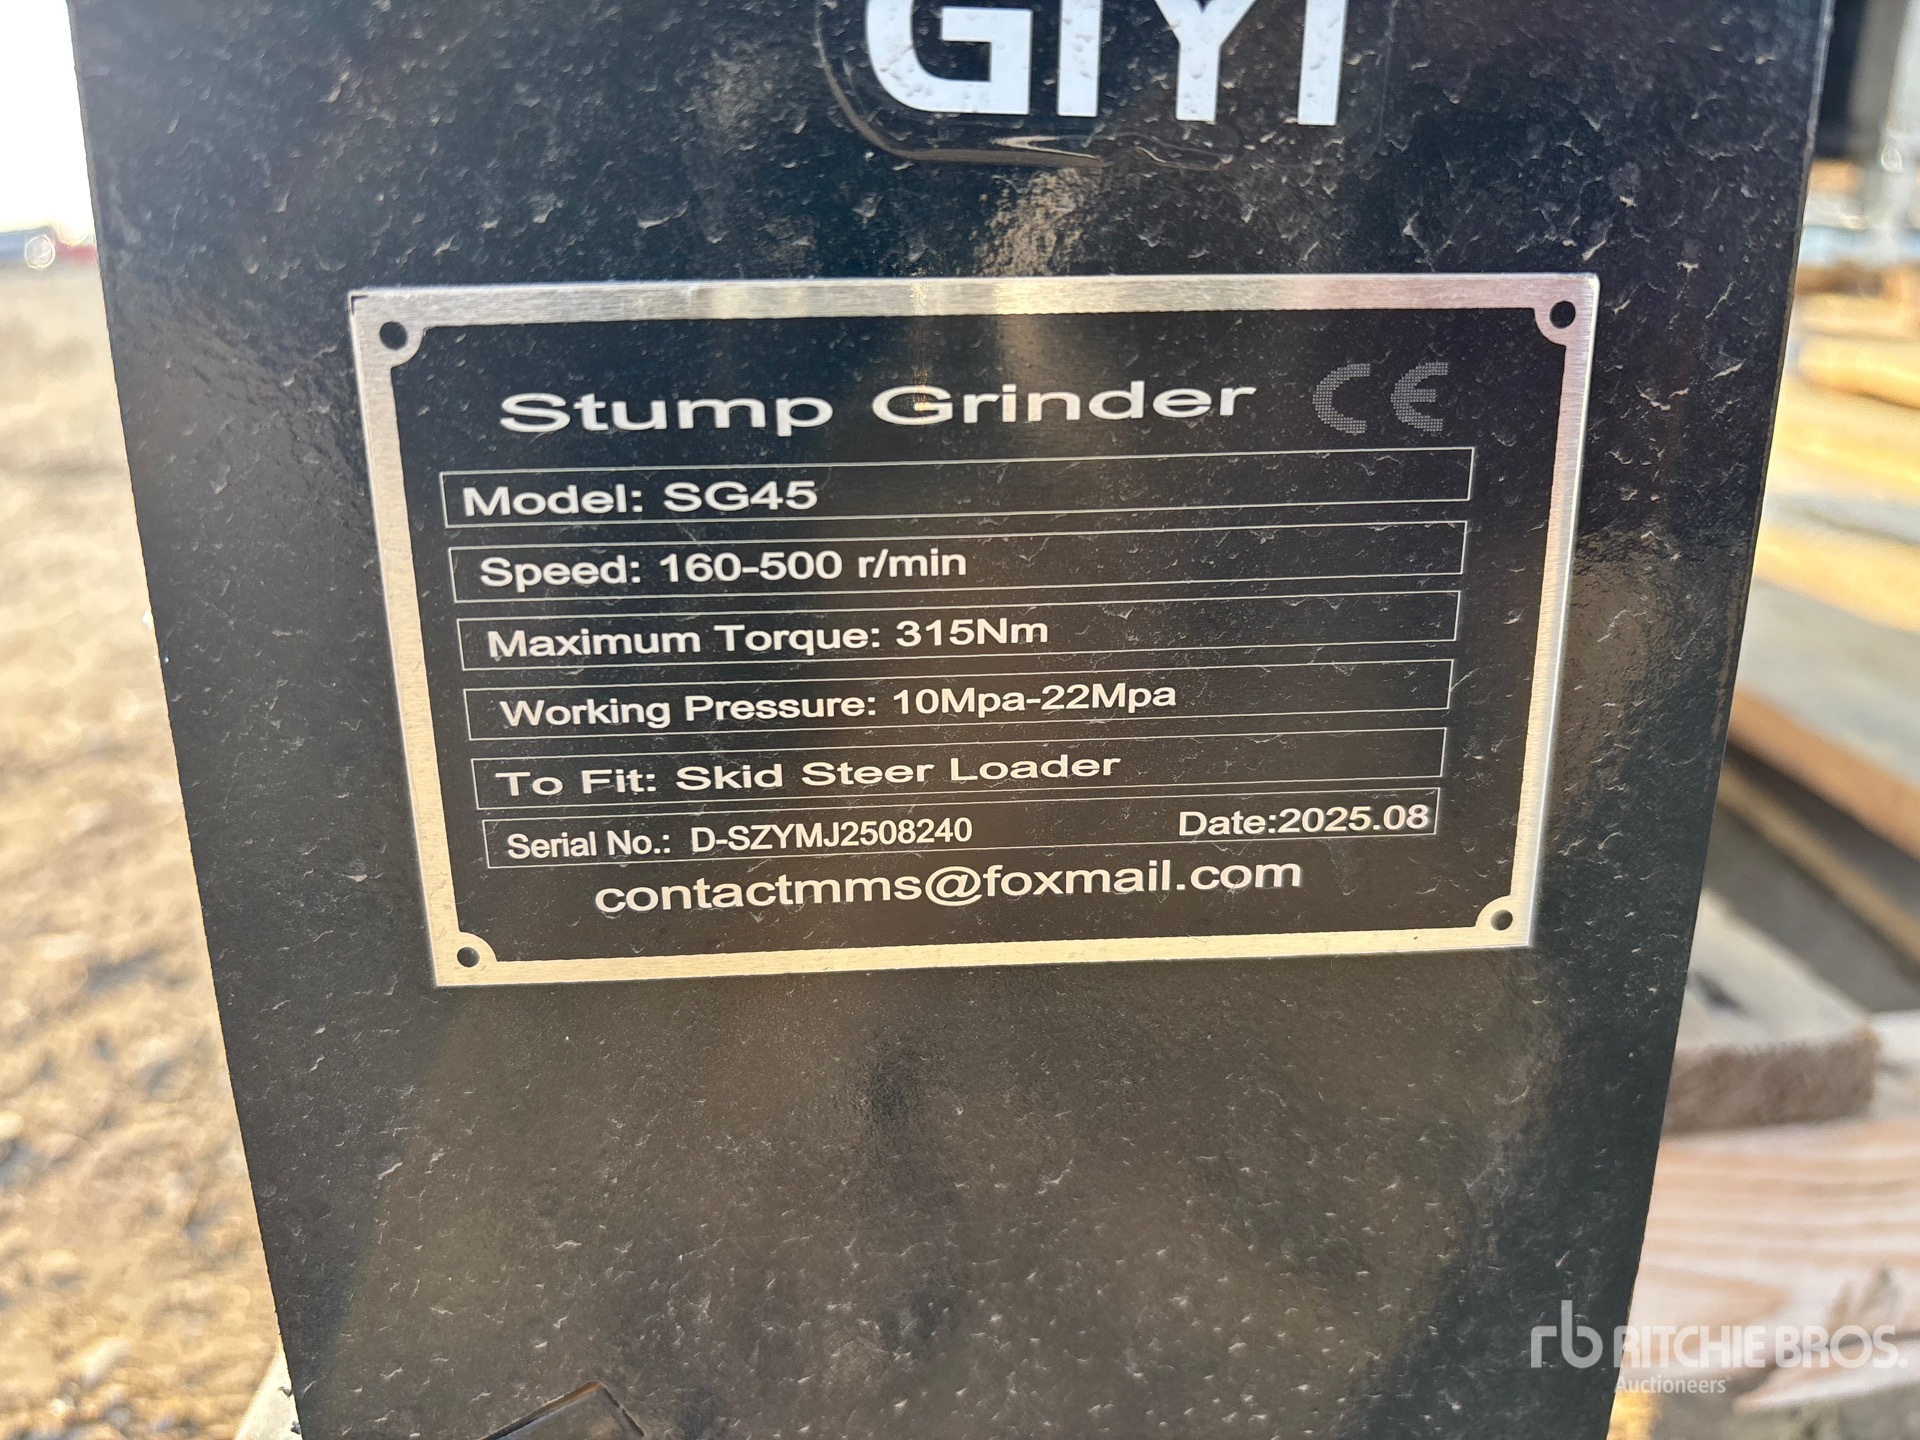 GIYI
Stump Grinder CE
Model: SG45
Speed: 160-500 r/min
Maximum Torque: 315Nm
Working Pressure: 10Mpa-22Mpa
To Fit: Skid Steer Loader
Serial No.: D-SZYMJ2508240 Date:2025.08
contactmms@foxmail.com
rb RITCHIE BROS.
Auctioneers